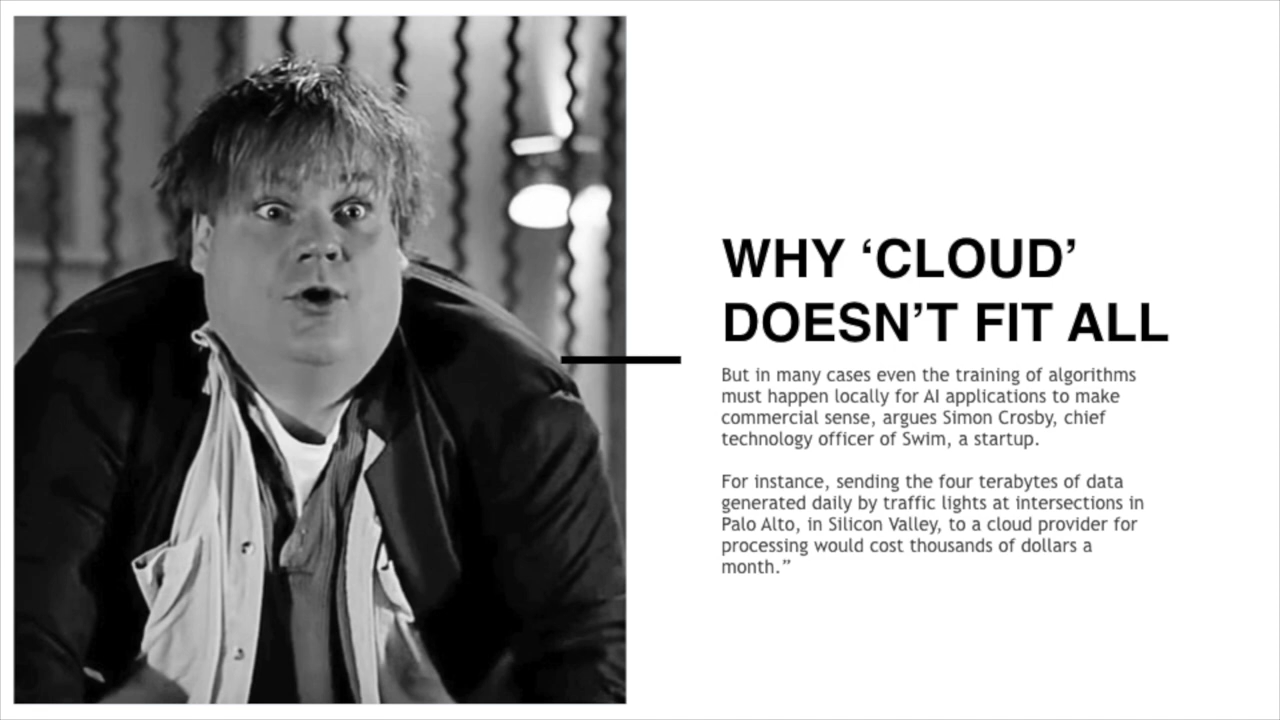 WHY ‘CLOUD’
DOESN’T FIT ALL
But in many cases even the training of algorithms
must happen locally for AI applications to make
commercial sense, argues Simon Crosby, chief
technology officer of Swim, a startup.
For instance, sending the four terabytes of data
generated daily by traffic lights at intersections in
Palo Alto, in Silicon Valley, to a cloud provider for
processing would cost thousands of dollars a
month.”